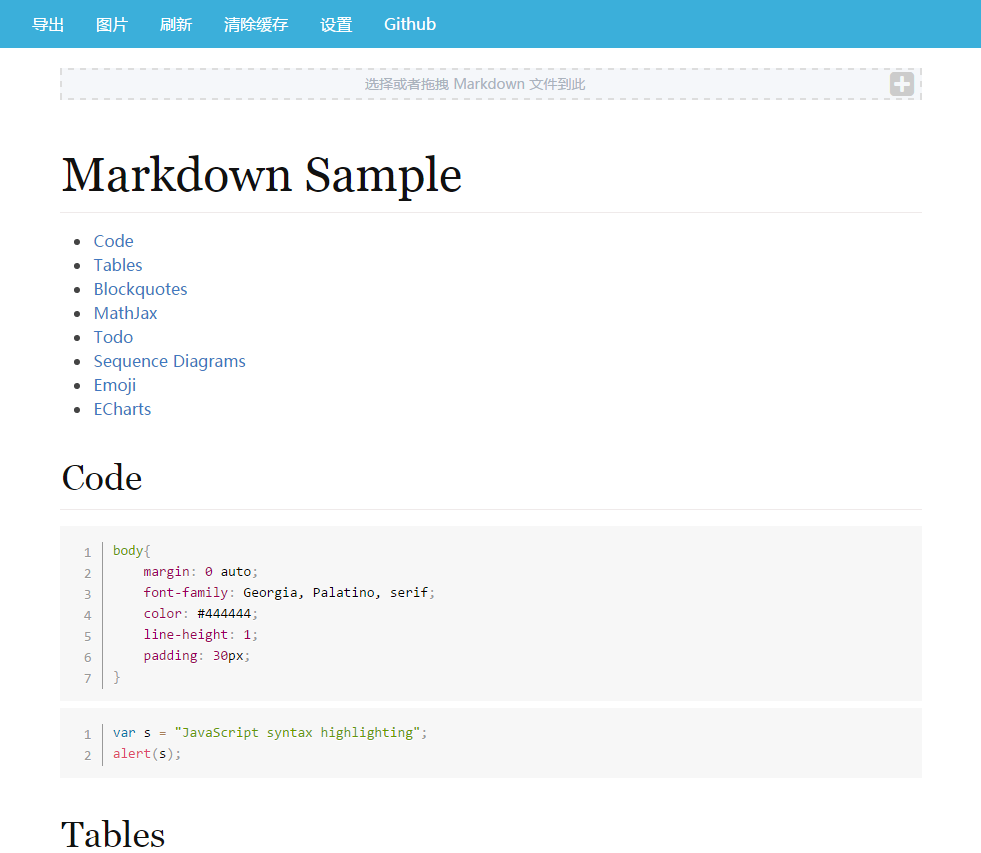 导出 图片 刷新 清除缓存 设置 Github
选择或者拖拽 Markdown 文件到此
Markdown Sample
Code
Tables
Blockquotes
MathJax
Todo
Sequence Diagrams
Emoji
ECharts
Code
1 body{
2     margin: 0 auto;
3     font-family: Georgia, Palatino, serif;
4     color: #444444;
5     line-height: 1;
6     padding: 30px;
7 }
1 var s = "JavaScript syntax highlighting";
2 alert(s);
Tables